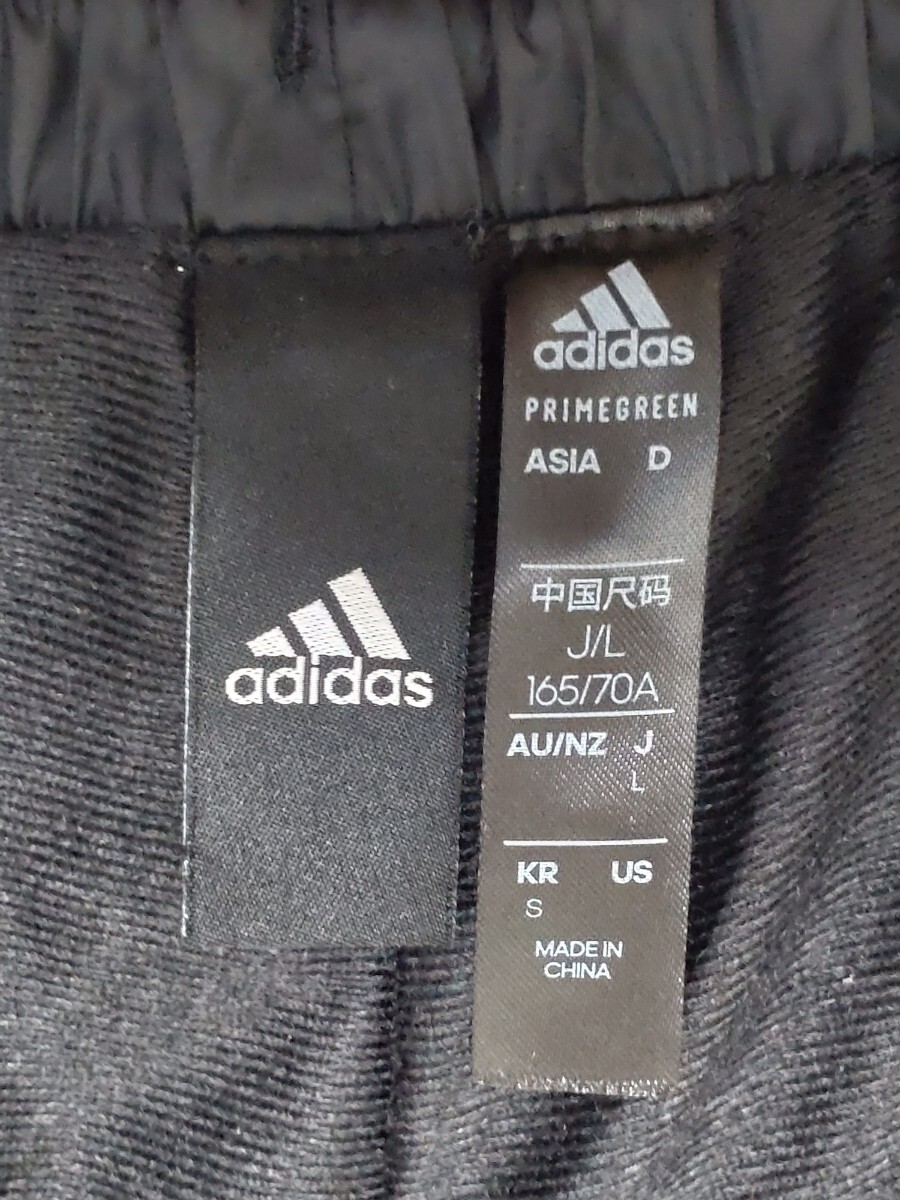 adidas
adidas
PRIMEGREEN
ASIA D
中国尺码
J/L
165/70A
AU/NZ J
L
KR US
S
MADE IN
CHINA